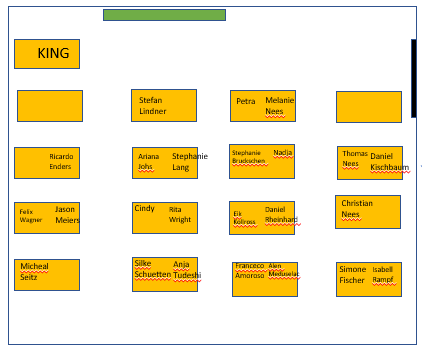 KING
Stefan
Lindner
Petra
Melanie
Nees
Ricardo
Enders
Ariana
Johs
Stephanie
Lang
Stephanie
Bruckschen
Nadja
Thomas
Nees
Daniel
Kischbaum
Felix
Wagner
Jason
Meiers
Cindy
Rita
Wright
Eik
Kollross
Daniel
Rheinhard
Christian
Nees
Micheal
Seitz
Silke
Schuetten
Anja
Tudeshi
Franceco
Amoroso
Alen
Meduselac
Simone
Fischer
Isabell
Rampf